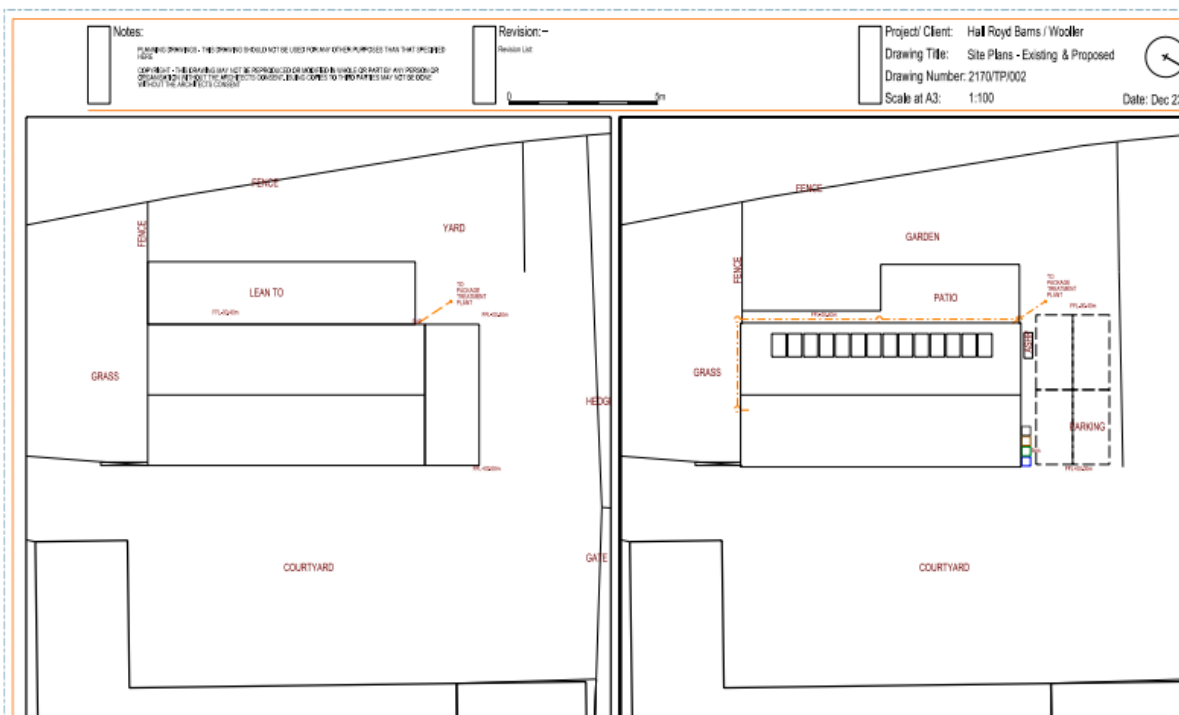 Notes:
PLANNING DRAWINGS - THIS DRAWING SHOULD NOT BE USED FOR ANY OTHER PURPOSES THAN THAT SPECIFIED
HERE
COPYRIGHT - THIS DRAWING MAY NOT BE REPRODUCED OR MODIFIED IN WHOLE OR PART BY ANY PERSON OR
ORGANISATION WITHOUT THE ARCHITECTS CONSENT, ISSUING COPIES TO THIRD PARTIES MAY NOT BE DONE
WITHOUT THE ARCHITECTS CONSENT
Revision:-
Revision List
0 5m
Project/ Client: Hall Royd Barns / Wooller
Drawing Title: Site Plans - Existing & Proposed
Drawing Number: 2170/TP/002
Scale at A3: 1:100
Date: Dec 23
FENCE
FENCE
YARD
LEAN TO
TO
PACKAGE
TREATMENT
PLANT
GRASS
HEDGE
COURTYARD
GATE
FENCE
FENCE
GARDEN
TO
PACKAGE
TREATMENT
PLANT
PATIO
ASHP
GRASS
PARKING
COURTYARD